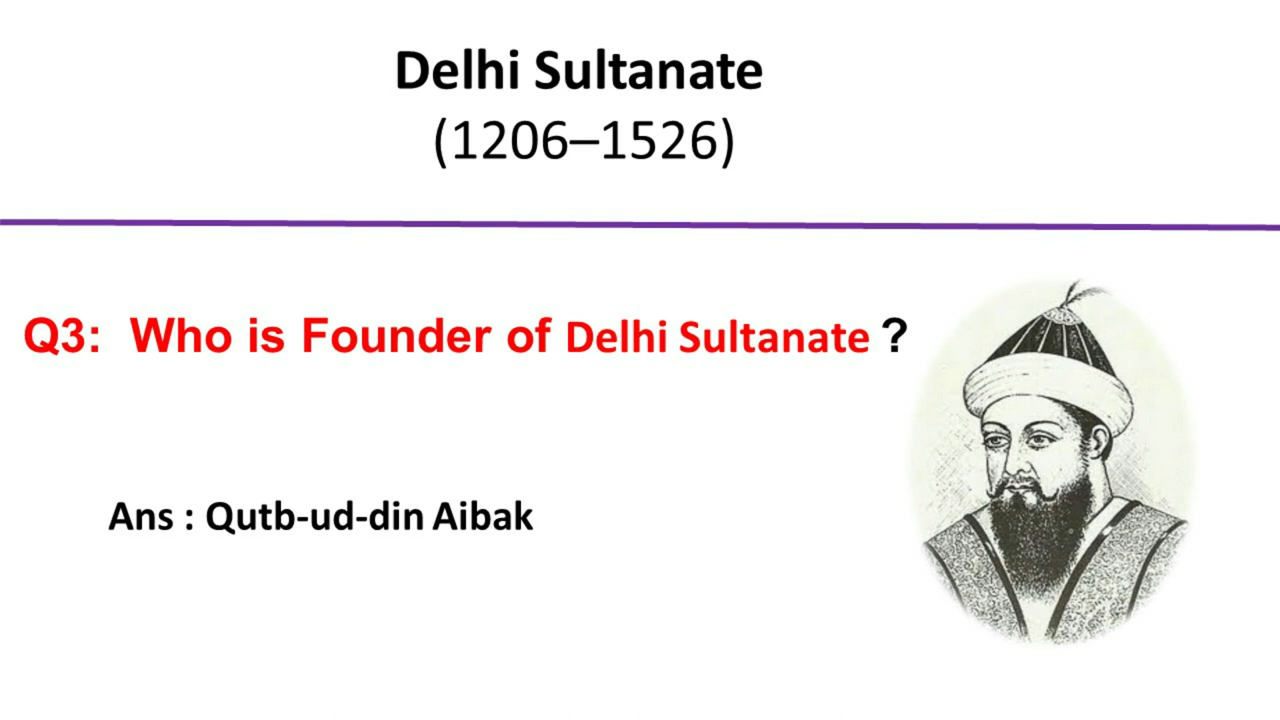 Delhi Sultanate
(1206–1526)
Q3: Who is Founder of Delhi Sultanate ?
Ans : Qutb-ud-din Aibak